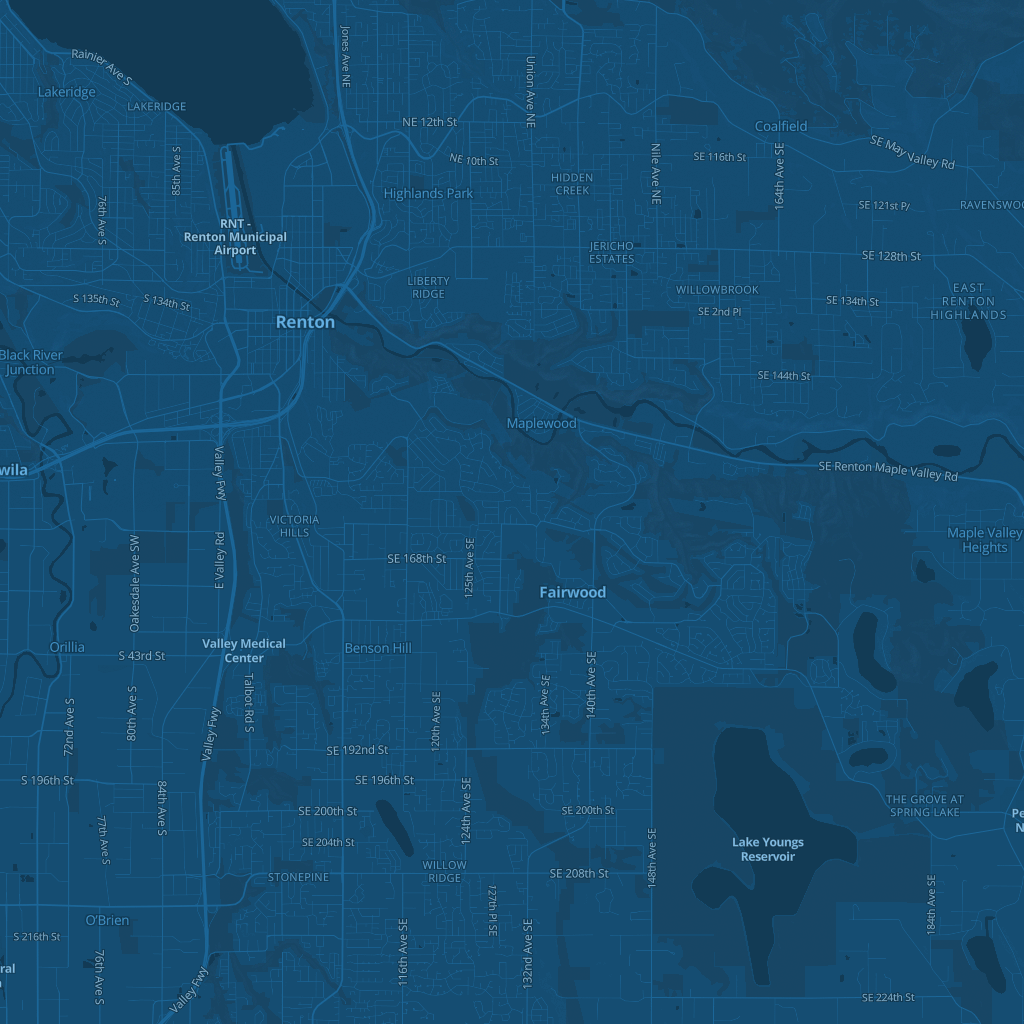 Rainier Ave S
Jones Ave NE
Union Ave NE
Lakeridge
LAKERIDGE
NE 12th St
Coalfield
SE May Valley Rd
85th Ave S
NE 10th St
Nile Ave NE
SE 116th St
164th Ave SE
HIDDEN
CREEK
Highlands Park
76th Ave S
SE 121st Pl
RAVENSWOO
RNT -
Renton Municipal
Airport
JERICHO
ESTATES
SE 128th St
LIBERTY
RIDGE
WILLOWBROOK
EAST
RENTON
HIGHLANDS
S 135th St
S 134th St
SE 134th St
SE 2nd Pl
Renton
Black River
Junction
SE 144th St
Maplewood
wila
Valley Fwy
SE Renton Maple Valley Rd
VICTORIA
HILLS
Maple Valley
Heights
Oakesdale Ave SW
E Valley Rd
SE 168th St
125th Ave SE
Fairwood
Orillia
S 43rd St
Valley Medical
Center
Benson Hill
Talbot Rd S
72nd Ave S
80th Ave S
Valley Fwy
120th Ave SE
134th Ave SE
140th Ave SE
SE 192nd St
S 196th St
SE 196th St
84th Ave S
77th Ave S
SE 200th St
124th Ave SE
SE 200th St
THE GROVE AT
SPRING LAKE
Pe
N
SE 204th St
Lake Youngs
Reservoir
148th Ave SE
STONEPINE
WILLOW
RIDGE
SE 208th St
127th Pl SE
184th Ave SE
O'Brien
S 216th St
76th Ave S
116th Ave SE
132nd Ave SE
ral
Valley Fwy
SE 224th St